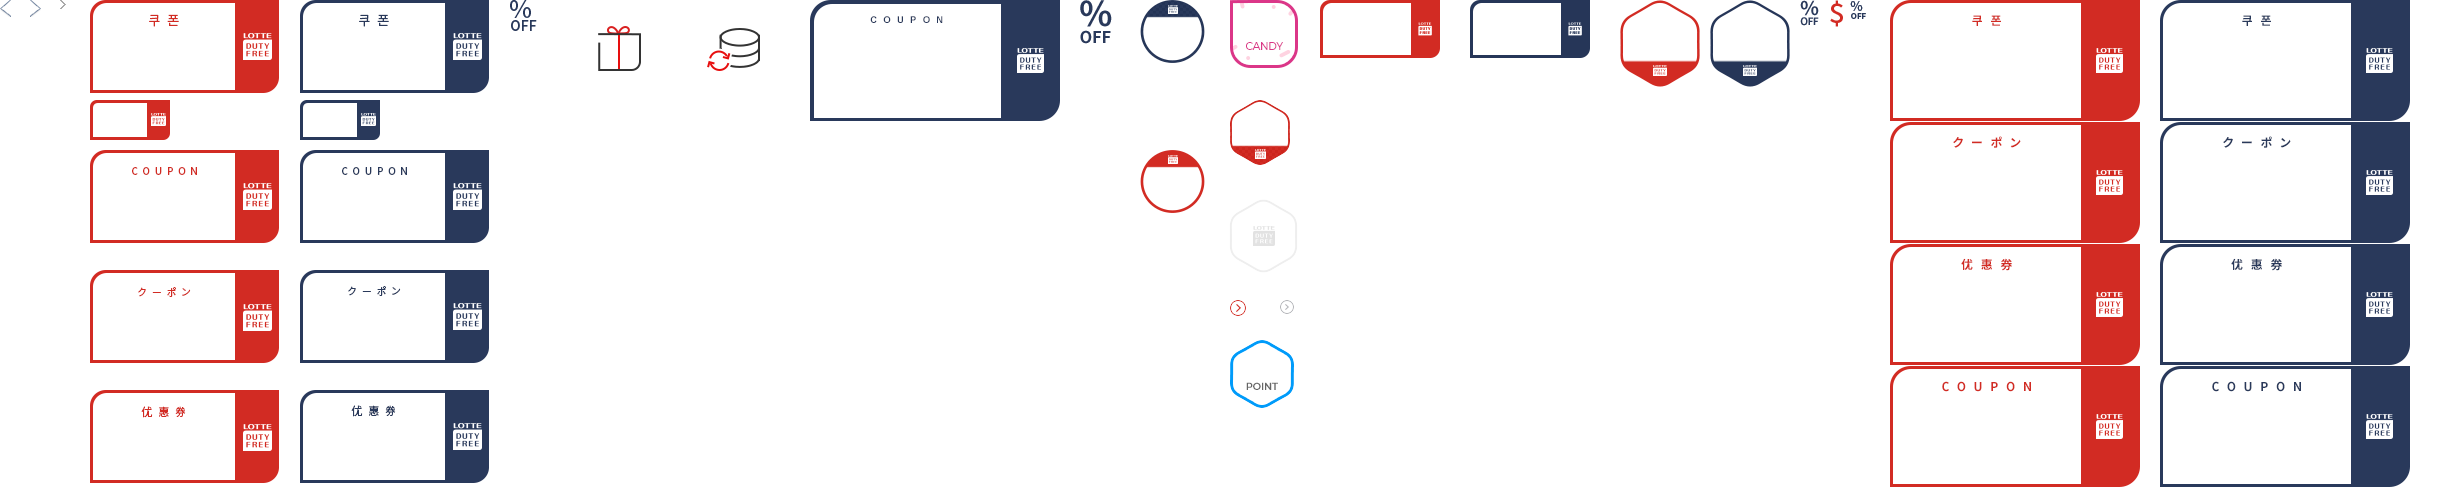 쿠 폰
LOTTE
DUTY
FREE
쿠 폰
LOTTE
DUTY
FREE
%
OFF
COUPON
LOTTE
DUTY
FREE
%
OFF
CANDY
%
OFF
$
%
OFF
쿠 폰
LOTTE
DUTY
FREE
쿠 폰
LOTTE
DUTY
FREE
COUPON
LOTTE
DUTY
FREE
COUPON
LOTTE
DUTY
FREE
クーポン
LOTTE
DUTY
FREE
クーポン
LOTTE
DUTY
FREE
クーポン
LOTTE
DUTY
FREE
クーポン
LOTTE
DUTY
FREE
优惠券
LOTTE
DUTY
FREE
优惠券
LOTTE
DUTY
FREE
POINT
优惠券
LOTTE
DUTY
FREE
优惠券
LOTTE
DUTY
FREE
COUPON
LOTTE
DUTY
FREE
COUPON
LOTTE
DUTY
FREE